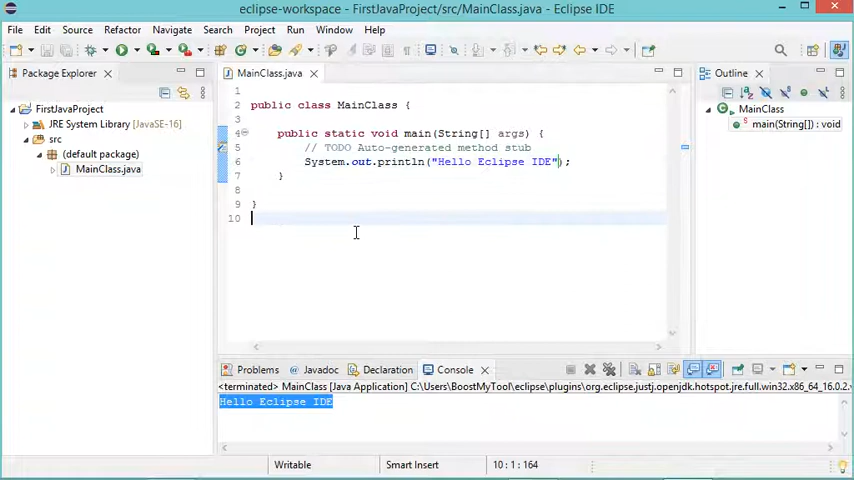 eclipse-workspace - FirstJavaProject/src/MainClass.java - Eclipse IDE
File Edit Source Refactor Navigate Search Project Run Window Help
Package Explorer
FirstJavaProject
JRE System Library [JavaSE-16]
src
(default package)
MainClass.java
MainClass.java
1
2 public class MainClass {
3
4 public static void main(String[] args) {
5 // TODO Auto-generated method stub
6 System.out.println("Hello Eclipse IDE");
7 }
8
9 }
10
Outline
MainClass
main(String[]) : void
Problems Javadoc Declaration Console
<terminated> MainClass [Java Application] C:\Users\BoostMyTool\eclipse\plugins\org.eclipse.justj.openjdk.hotspot.jre.full.win32.x86_64_16.0.2.v
Hello Eclipse IDE
Writable Smart Insert 10 : 1 : 164